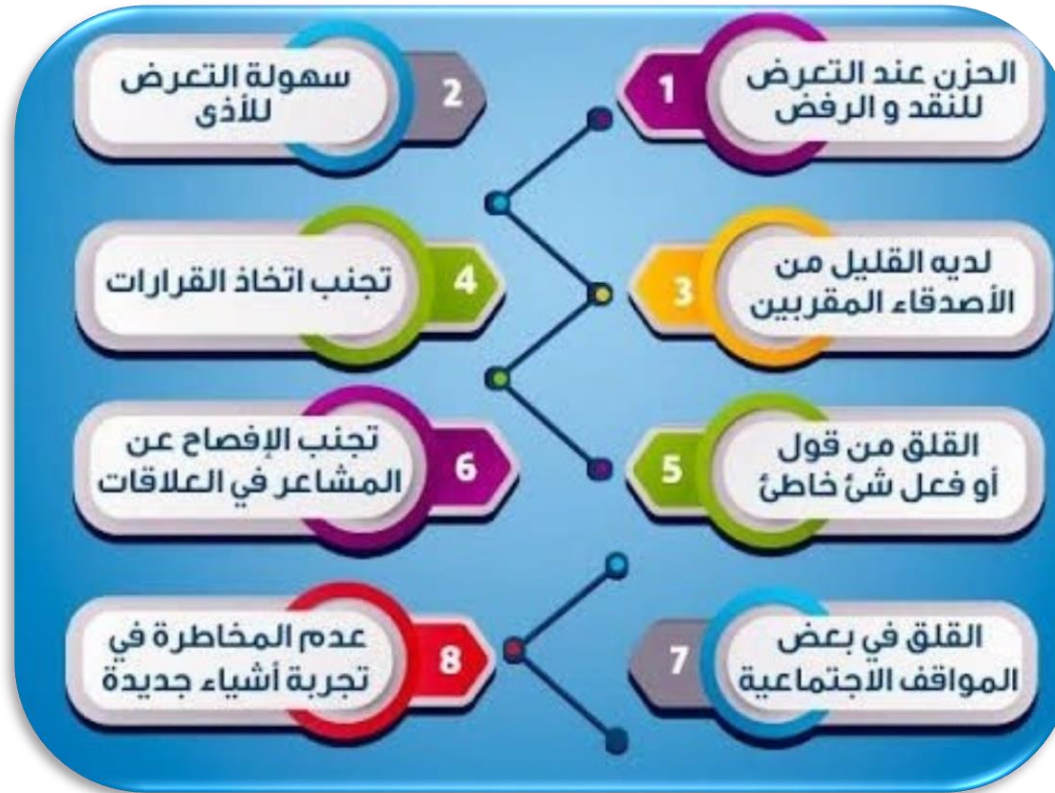 1
الحزن عند التعرض
للنقد و الرفض
2
سهولة التعرض
للأذى
3
لديه القليل من
الأصدقاء المقربين
4
تجنب اتخاذ القرارات
5
القلق من قول
أو فعل شئ خاطئ
6
تجنب الإفصاح عن
المشاعر في العلاقات
7
القلق في بعض
المواقف الاجتماعية
8
عدم المخاطرة في
تجربة أشياء جديدة